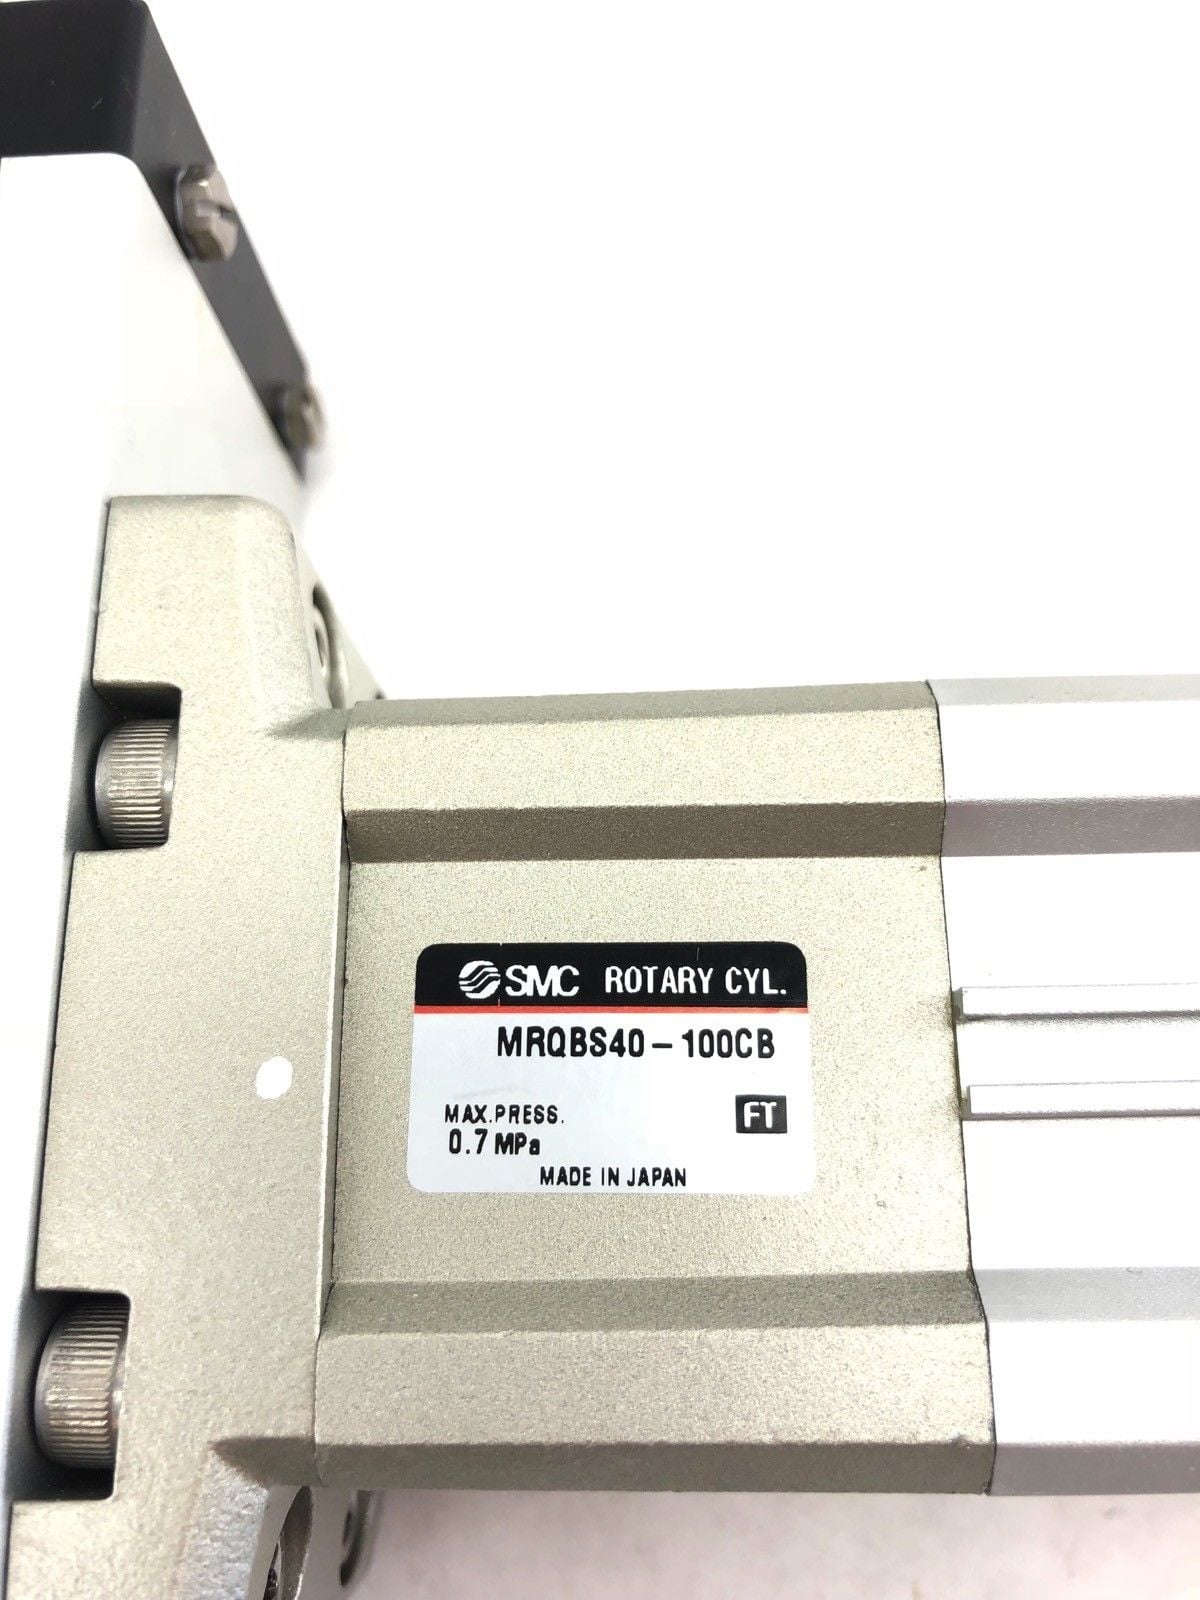 SMC ROTARY CYL.
MRQBS40-100CB
MAX.PRESS.
0.7 MPa
FT
MADE IN JAPAN